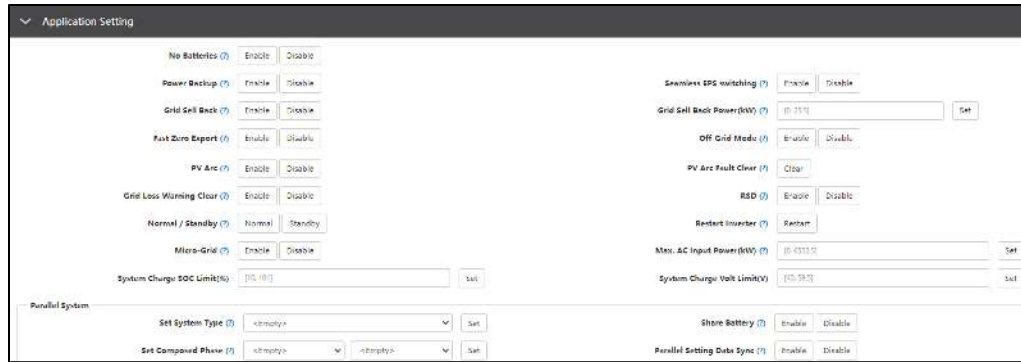 Application Setting
No Batteries (?) Enable Disable
Power Backup (?) Enable Disable Seamless EPS switching (?) Enable Disable
Grid Sell Back (?) Enable Disable Grid Sell Back Power(kW) (?) Set
Fast Zero Export (?) Enable Disable Off Grid Mode (?) Enable Disable
PV Arc (?) Enable Disable PV Arc Fault Clear (?) Clear
Grid Loss Warning Clear (?) Enable Disable RSD (?) Enable Disable
Normal / Standby (?) Normal Standby Restart Inverter (?) Restart
Micro-Grid (?) Enable Disable Max. AC Input Power(kW) (?) Set
System Charge SOC Limit(%) Set System Charge Volt Limit(V) Set
Parallel System
Set System Type (?) <Empty> Set Share Battery (?) Enable Disable
Set Composed Phase (?) <Empty> <Empty> Set Parallel Setting Data Sync (?) Enable Disable